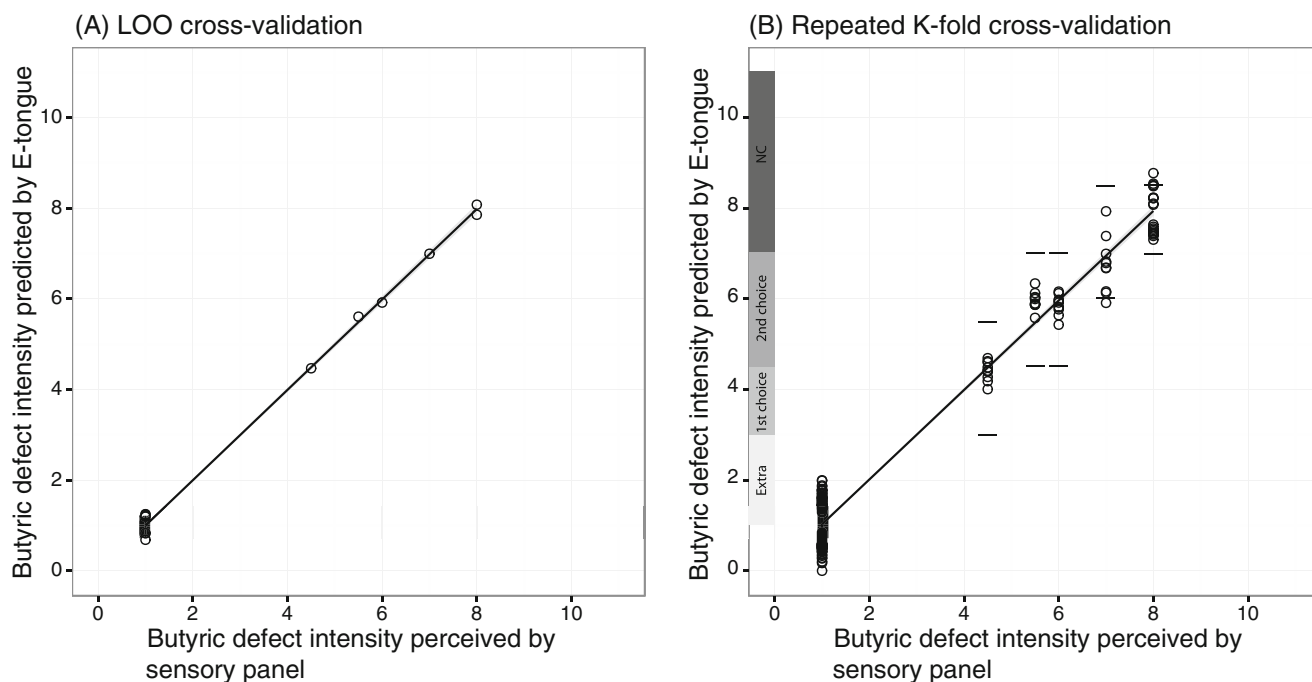 (A) LOO cross-validation
Butyric defect intensity predicted by E-tongue
10
8
6
4
2
0
0
2
4
6
8
10
Butyric defect intensity perceived by
sensory panel
(B) Repeated K-fold cross-validation
Butyric defect intensity predicted by E-tongue
10
8
6
4
2
0
NC
2nd choice
1st choice
Extra
0
2
4
6
8
10
Butyric defect intensity perceived by
sensory panel